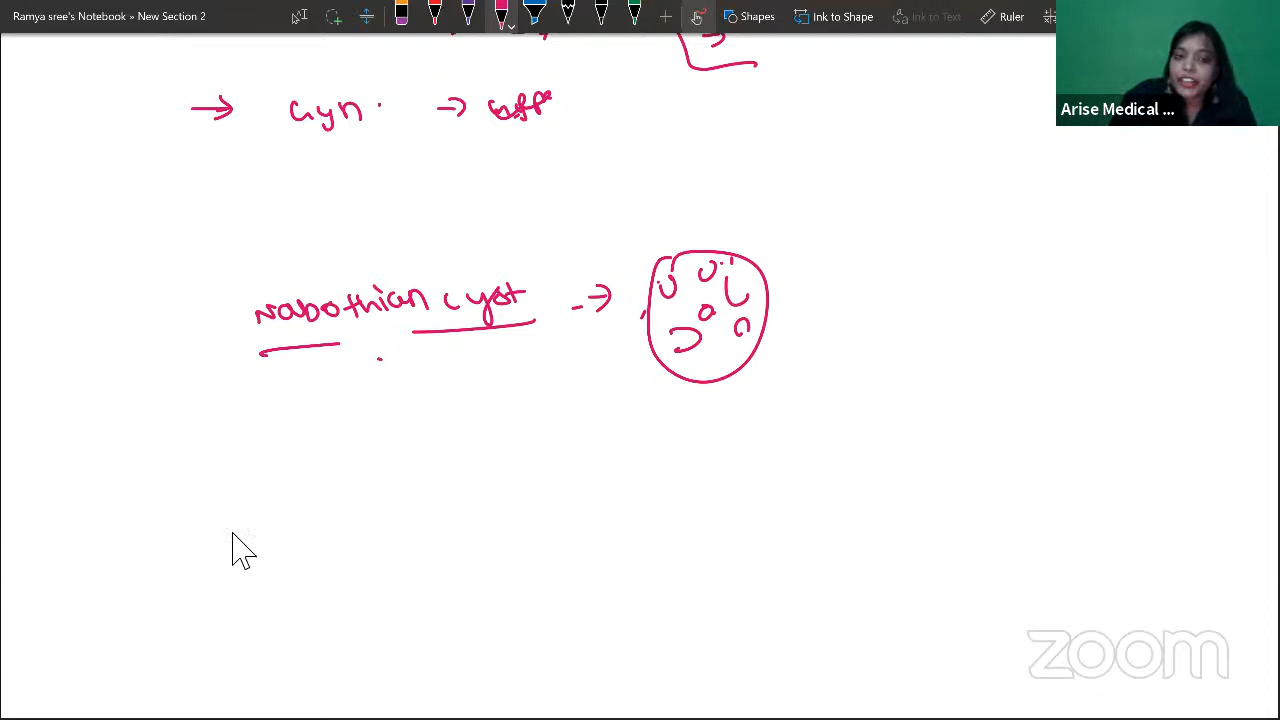 Ramya sree's Notebook » New Section 2
Shapes
Ink to Shape
Ink to Text
Ruler
Arise Medical ...
→ Gyn . →
Nabothian cyst →
zoom